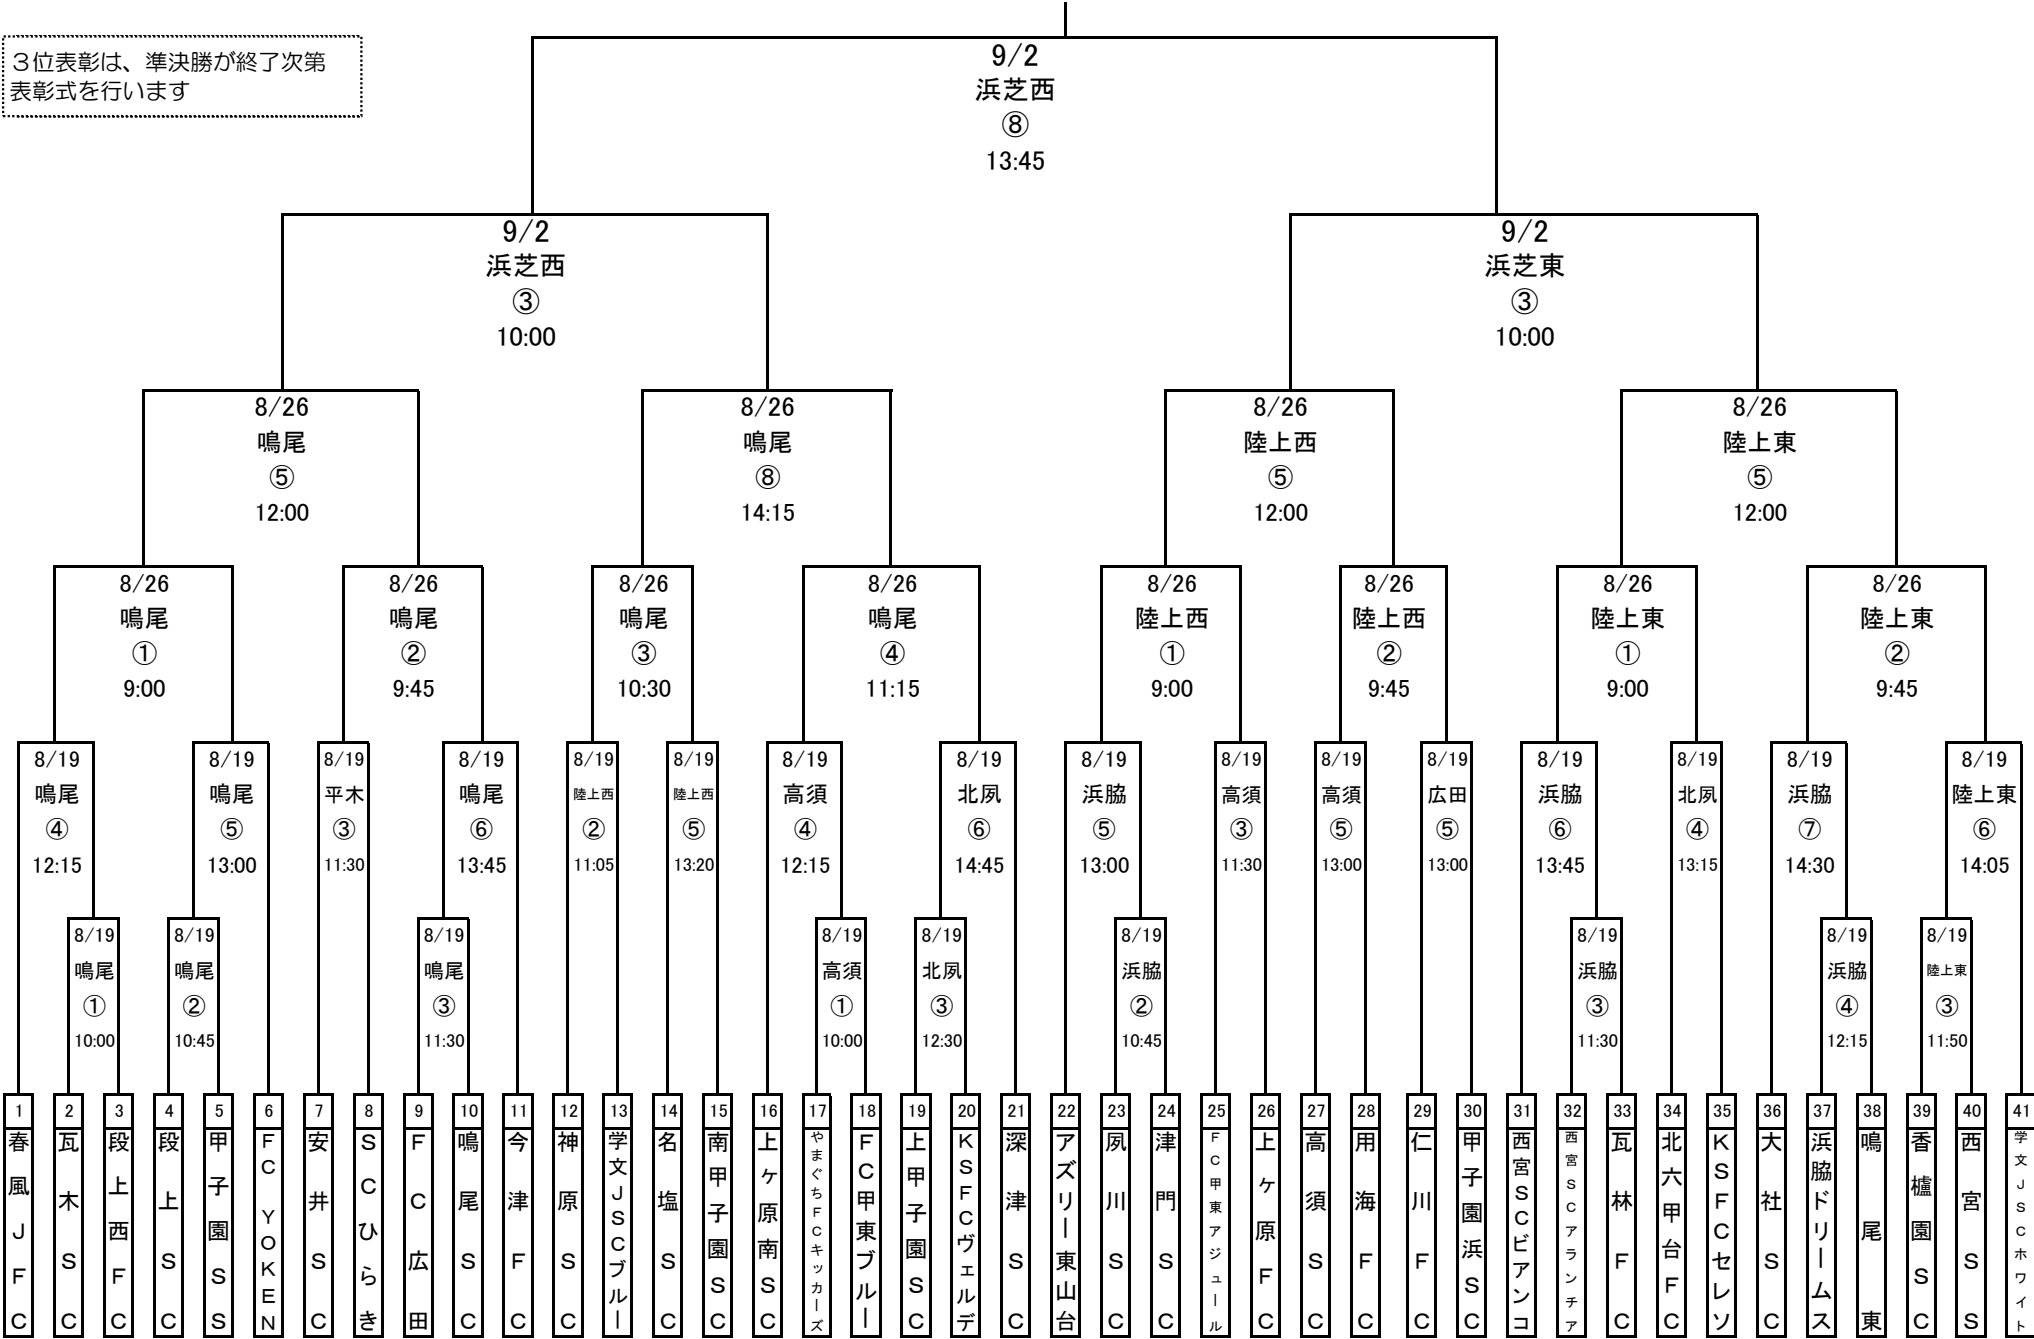 ３位表彰は、準決勝が終了次第
表彰式を行います
9/2
浜芝西
⑧
13:45
9/2
浜芝西
③
10:00
9/2
浜芝東
③
10:00
8/26
鳴尾
⑤
12:00
8/26
鳴尾
⑧
14:15
8/26
陸上西
⑤
12:00
8/26
陸上東
⑤
12:00
8/26
鳴尾
①
9:00
8/26
鳴尾
②
9:45
8/26
鳴尾
③
10:30
8/26
鳴尾
④
11:15
8/26
陸上西
①
9:00
8/26
陸上西
②
9:45
8/26
陸上東
①
9:00
8/26
陸上東
②
9:45
8/19
鳴尾
④
12:15
8/19
鳴尾
⑤
13:00
8/19
平木
③
11:30
8/19
鳴尾
⑥
13:45
8/19
陸上西
②
11:05
8/19
陸上西
⑤
13:20
8/19
高須
④
12:15
8/19
北夙
⑥
14:45
8/19
浜脇
⑤
13:00
8/19
高須
③
11:30
8/19
高須
⑤
13:00
8/19
広田
⑤
13:00
8/19
浜脇
⑥
13:45
8/19
北夙
④
13:15
8/19
浜脇
⑦
14:30
8/19
陸上東
⑥
14:05
8/19
鳴尾
①
10:00
8/19
鳴尾
②
10:45
8/19
鳴尾
③
11:30
8/19
高須
①
10:00
8/19
北夙
③
12:30
8/19
浜脇
②
10:45
8/19
浜脇
③
11:30
8/19
浜脇
④
12:15
8/19
陸上東
③
11:50
1
春風ＪＦＣ
2
瓦木ＳＣ
3
段上西ＦＣ
4
段上ＳＣ
5
甲子園ＳＳ
6
ＦＣ ＹＯＫＥＮ
7
安井ＳＣ
8
ＳＣひらき
9
ＦＣ広田
10
鳴尾ＳＣ
11
今津ＦＣ
12
神原ＳＣ
13
学文ＪＳＣブルー
14
名塩ＳＣ
15
南甲子園ＳＣ
16
上ヶ原南ＳＣ
17
やまぐちＦＣキッカーズ
18
ＦＣ甲東ブルー
19
上甲子園ＳＣ
20
ＫＳＦＣヴェルデ
21
深津ＳＣ
22
アズリー東山台
23
夙川ＳＣ
24
津門ＳＣ
25
ＦＣ甲東アジュール
26
上ヶ原ＦＣ
27
高須ＳＣ
28
用海ＦＣ
29
仁川ＦＣ
30
甲子園浜ＳＣ
31
西宮ＳＣビアンコ
32
西宮ＳＣアランチア
33
瓦林ＦＣ
34
北六甲台ＦＣ
35
ＫＳＦＣセレソ
36
大社ＳＣ
37
浜脇ドリームス
38
鳴尾東
39
香櫨園ＳＣ
40
西宮ＳＳ
41
学文ＪＳＣホワイト